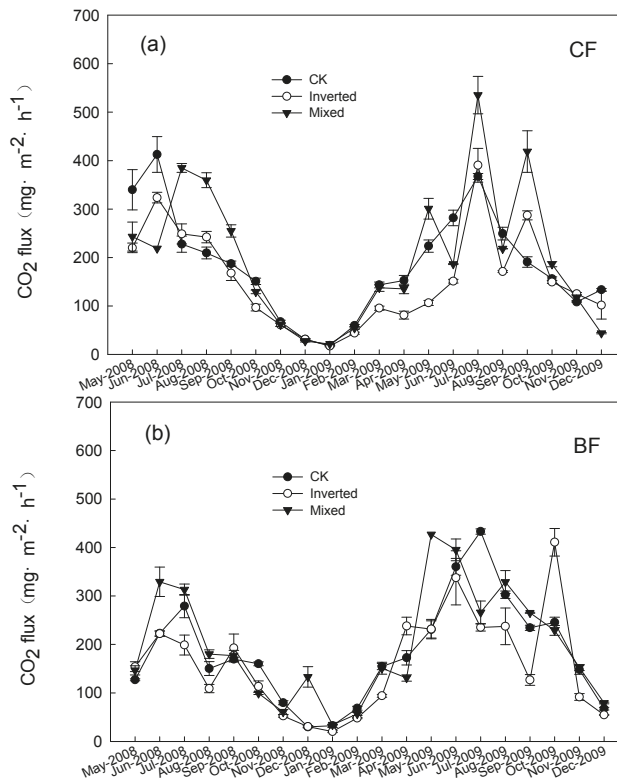 700
(a)
CF
600
CK
Inverted
Mixed
500
400
300
200
100
0
CO₂ flux（mg· m⁻²· h⁻¹）
May-2008
Jun-2008
Jul-2008
Aug-2008
Sep-2008
Oct-2008
Nov-2008
Dec-2008
Jan-2009
Feb-2009
Mar-2009
Apr-2009
May-2009
Jun-2009
Jul-2009
Aug-2009
Sep-2009
Oct-2009
Nov-2009
Dec-2009
700
(b)
BF
600
CK
Inverted
Mixed
500
400
300
200
100
0
CO₂ flux（mg· m⁻²· h⁻¹）
May-2008
Jun-2008
Jul-2008
Aug-2008
Sep-2008
Oct-2008
Nov-2008
Dec-2008
Jan-2009
Feb-2009
Mar-2009
Apr-2009
May-2009
Jun-2009
Jul-2009
Aug-2009
Sep-2009
Oct-2009
Nov-2009
Dec-2009